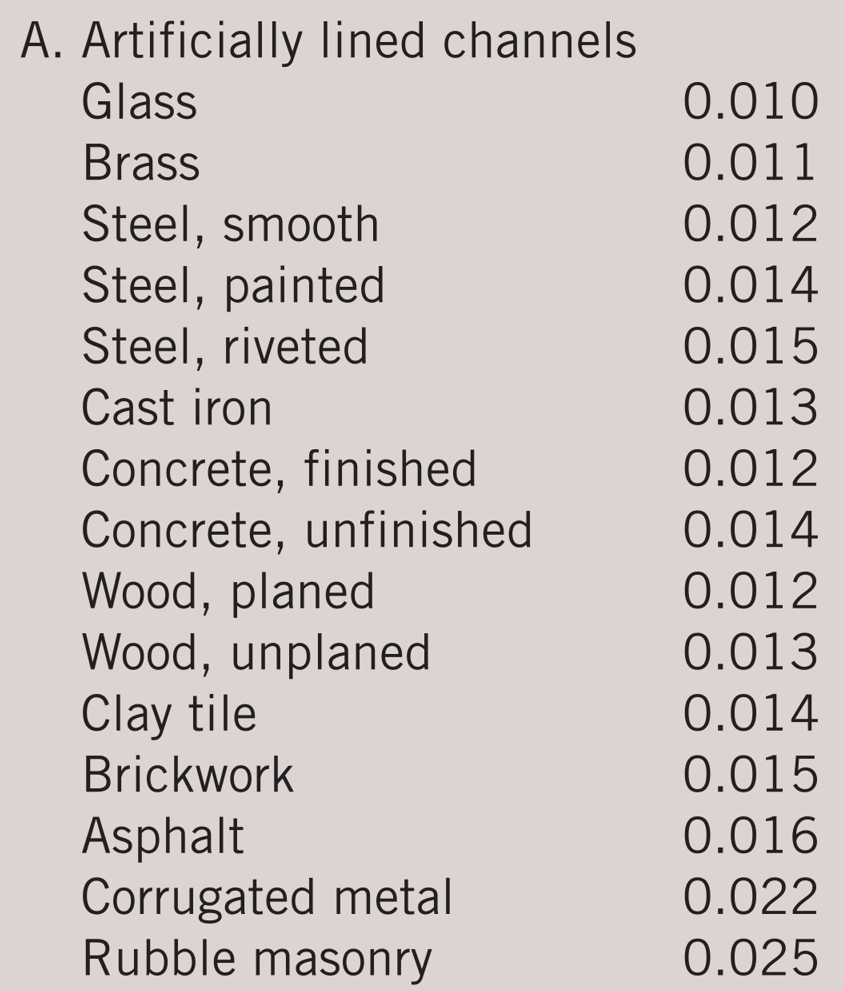 A. Artificially lined channels
Glass 0.010
Brass 0.011
Steel, smooth 0.012
Steel, painted 0.014
Steel, riveted 0.015
Cast iron 0.013
Concrete, finished 0.012
Concrete, unfinished 0.014
Wood, planed 0.012
Wood, unplaned 0.013
Clay tile 0.014
Brickwork 0.015
Asphalt 0.016
Corrugated metal 0.022
Rubble masonry 0.025